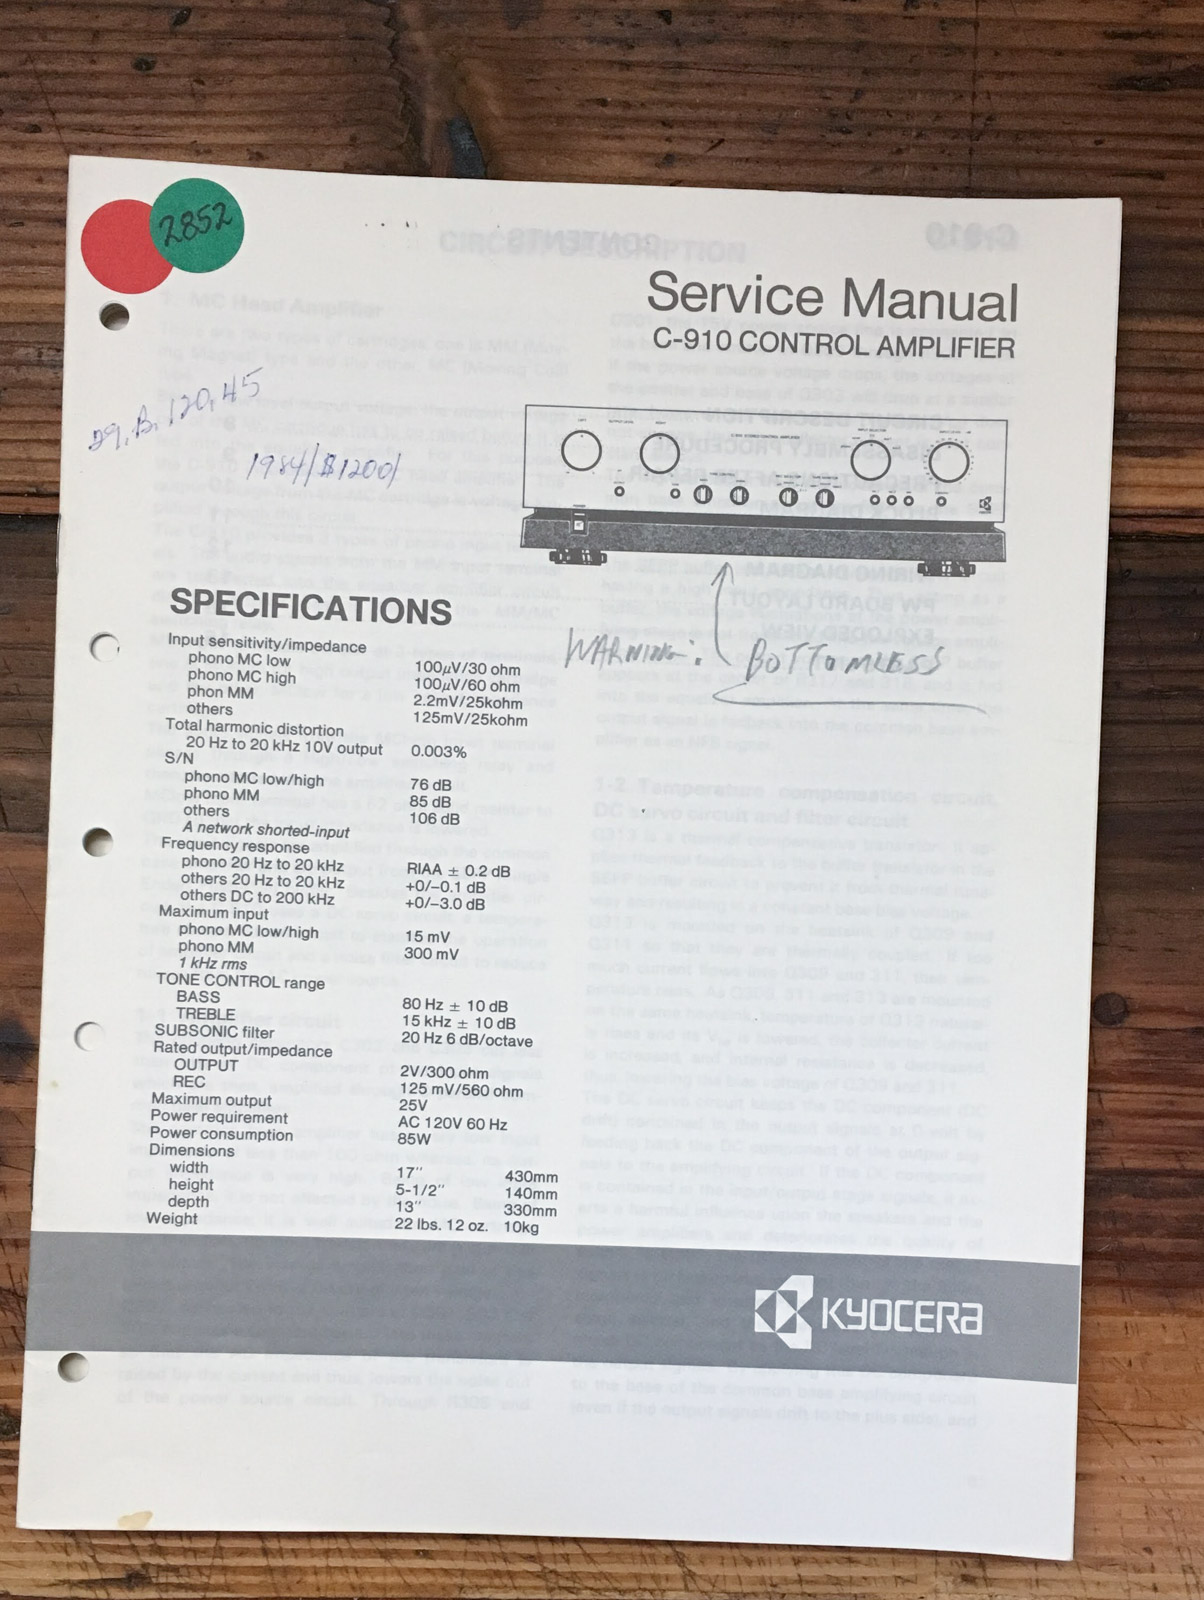 2852
Service Manual
C-910 CONTROL AMPLIFIER
29, B, 120, 45
1984/$1200/
WARNING: BOTTOMLESS
SPECIFICATIONS
Input sensitivity/impedance
phono MC low 100μV/30 ohm
phono MC high 100μV/60 ohm
phon MM 2.2mV/25kohm
others 125mV/25kohm
Total harmonic distortion
20 Hz to 20 kHz 10V output 0.003%
S/N
phono MC low/high 76 dB
phono MM 85 dB
others 106 dB
A network shorted-input
Frequency response
phono 20 Hz to 20 kHz RIAA ± 0.2 dB
others 20 Hz to 20 kHz +0/−0.1 dB
others DC to 200 kHz +0/−3.0 dB
Maximum input
phono MC low/high 15 mV
phono MM 300 mV
1 kHz rms
TONE CONTROL range
BASS 80 Hz ± 10 dB
TREBLE 15 kHz ± 10 dB
SUBSONIC filter 20 Hz 6 dB/octave
Rated output/impedance
OUTPUT 2V/300 ohm
REC 125 mV/560 ohm
Maximum output 25V
Power requirement AC 120V 60 Hz
Power consumption 85W
Dimensions
width 17" 430mm
height 5-1/2" 140mm
depth 13" 330mm
Weight 22 lbs. 12 oz. 10kg
KYOCERA